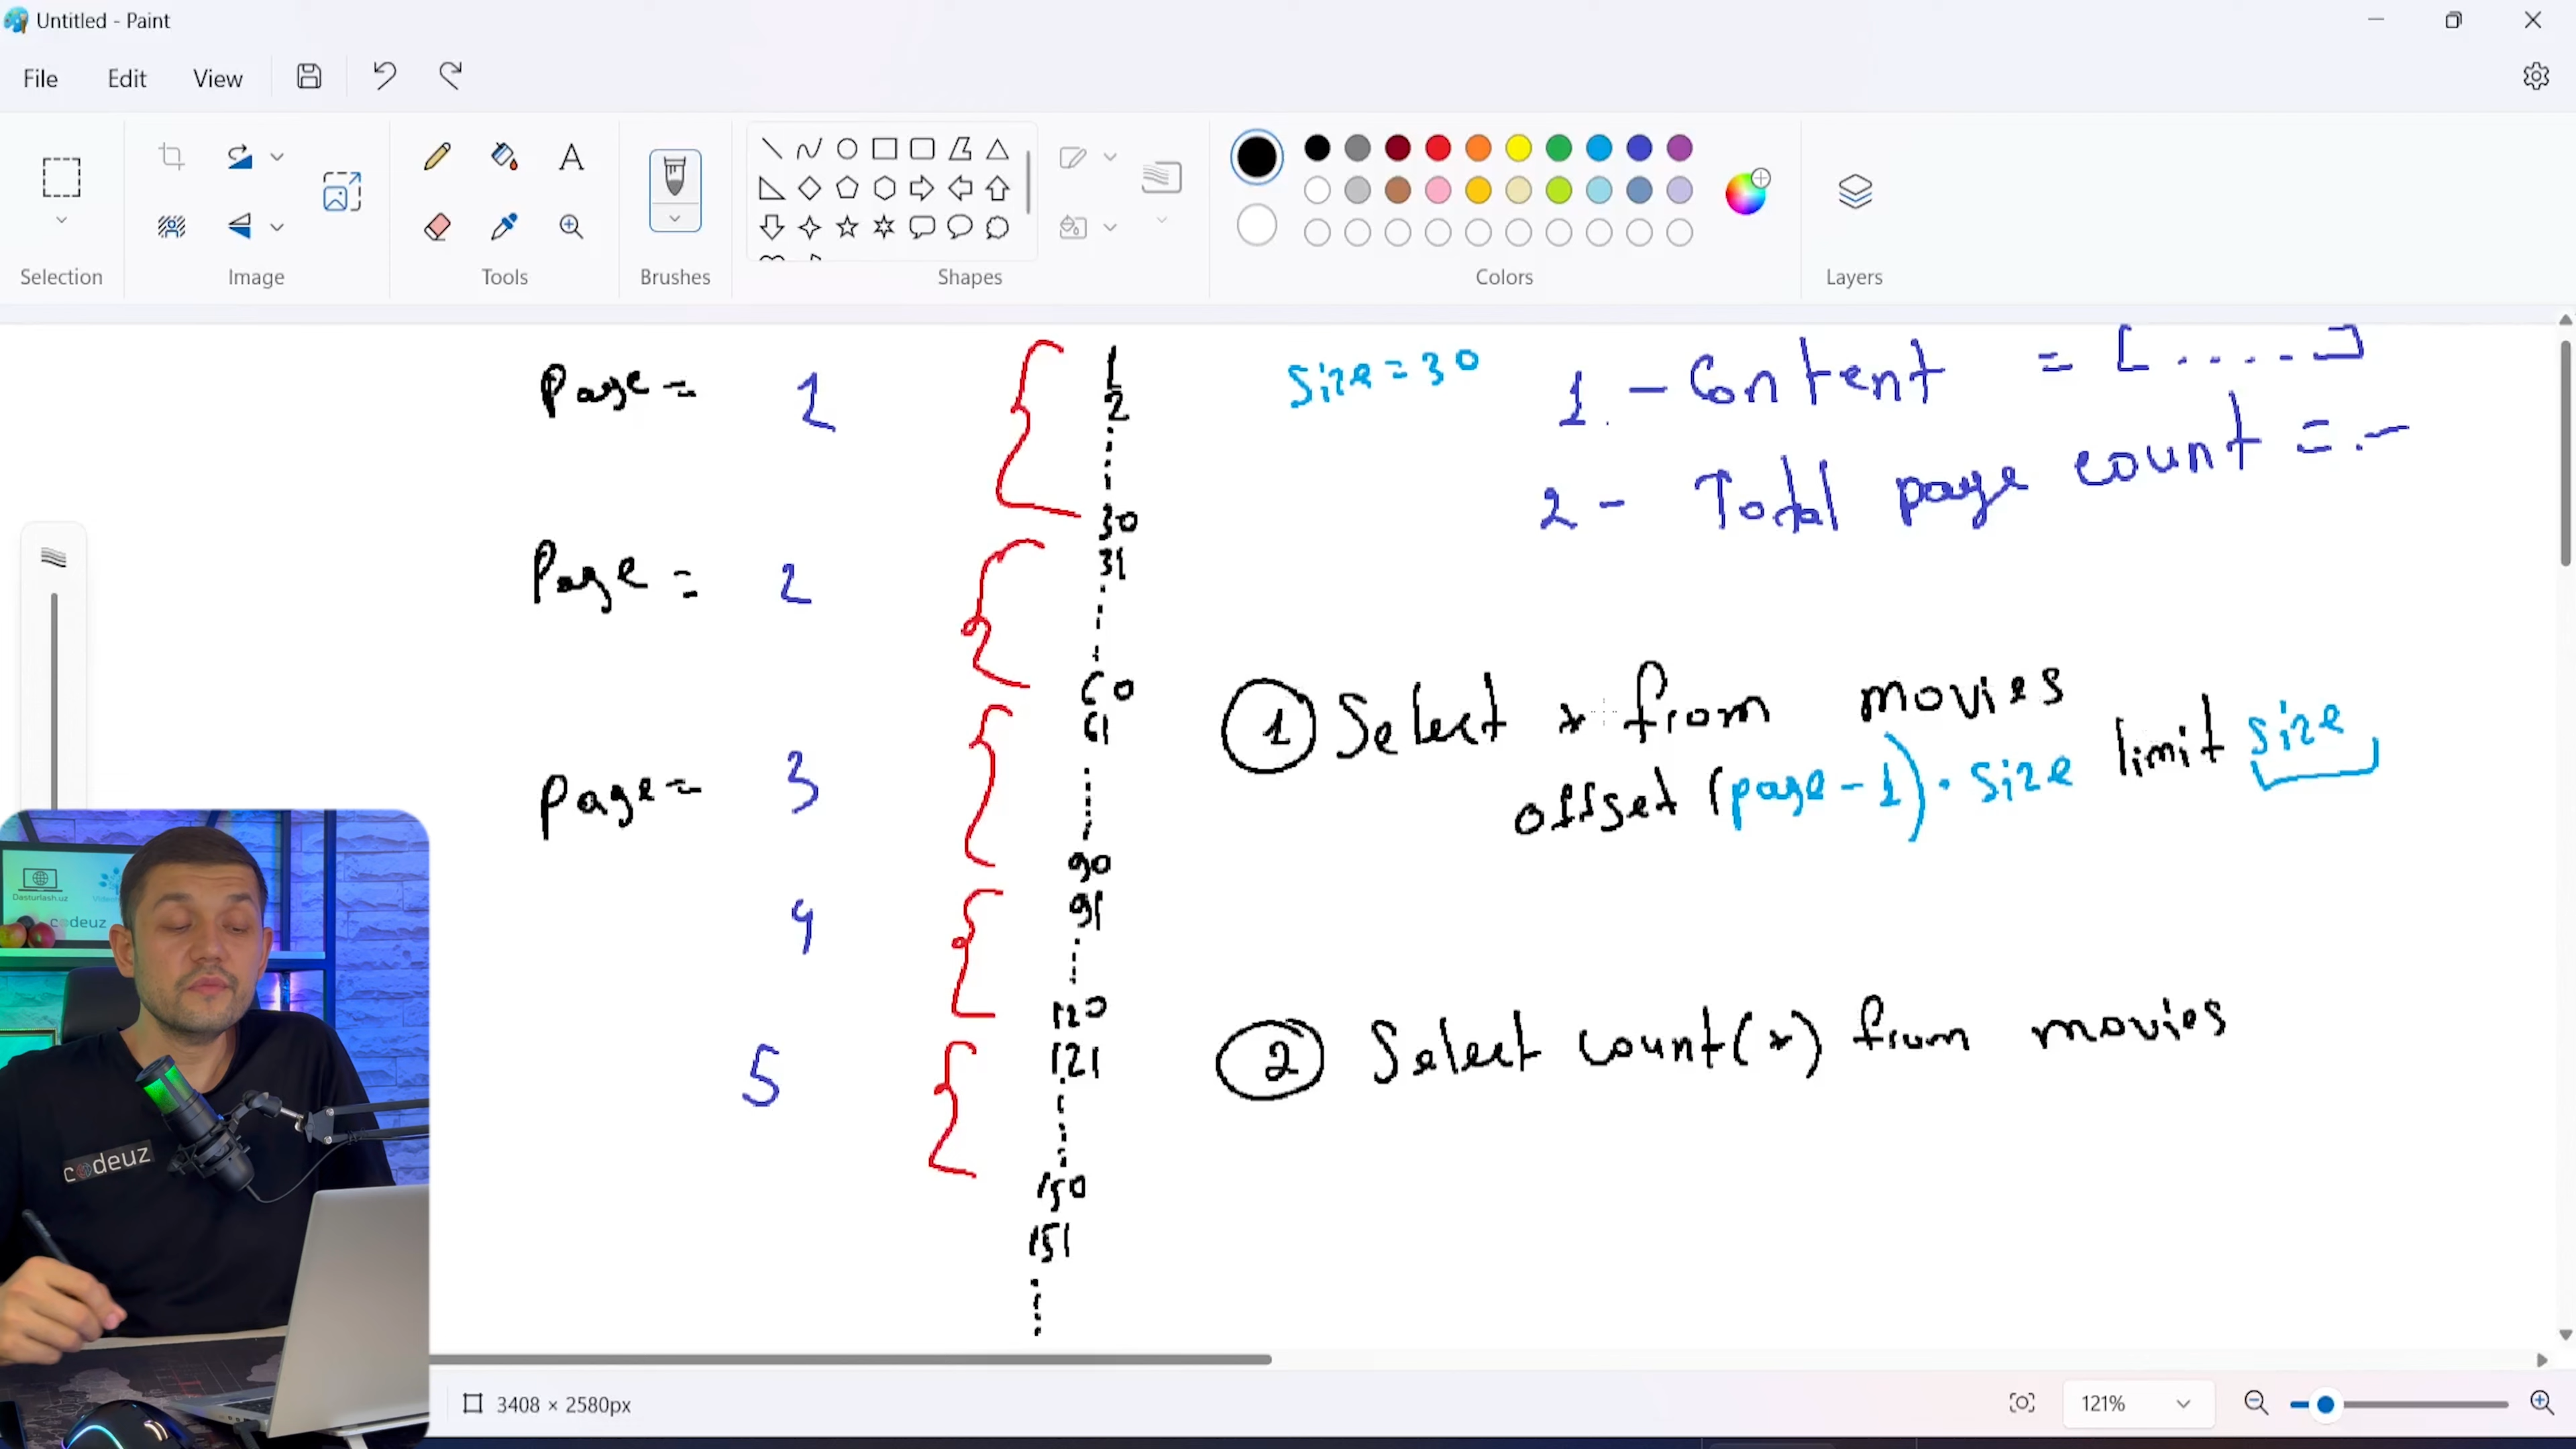 Untitled - Paint
File Edit View
Selection Image Tools Brushes Shapes Colors Layers
Page = 1
Page = 2
Page = 3
4
5
1
2
30
31
60
61
90
91
120
121
150
151
Size = 30
1. - Content = [.....]
2 - Total page count = .-
1 Select * from movies
offset (page - 1) · size limit size
2 Select count(*) from movies
Dasturlash.uz
codeuz
codeuz
3408 × 2580px
121%